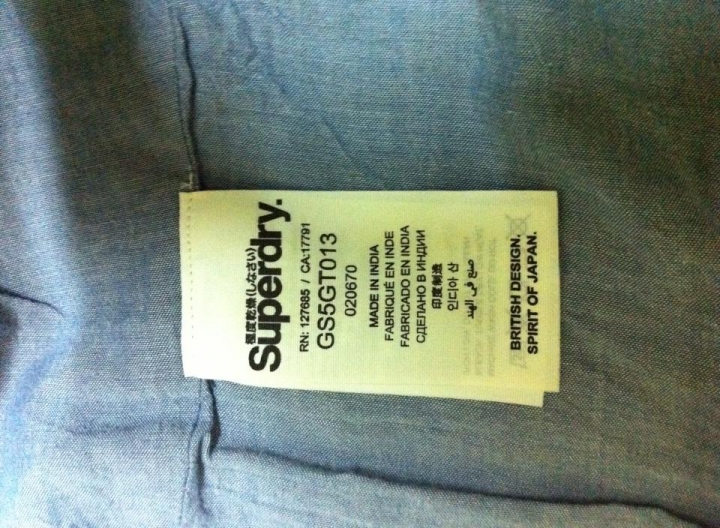 極度乾燥(しなさい)
Superdry.
RN: 127685 / CA:17791
GS5GT013
020670
MADE IN INDIA
FABRIQUÉ EN INDE
FABRICADO EN INDIA
СДЕЛАНО В ИНДИИ
印度制造
인디아 산
صنع في الهند
BRITISH DESIGN.
SPIRIT OF JAPAN.